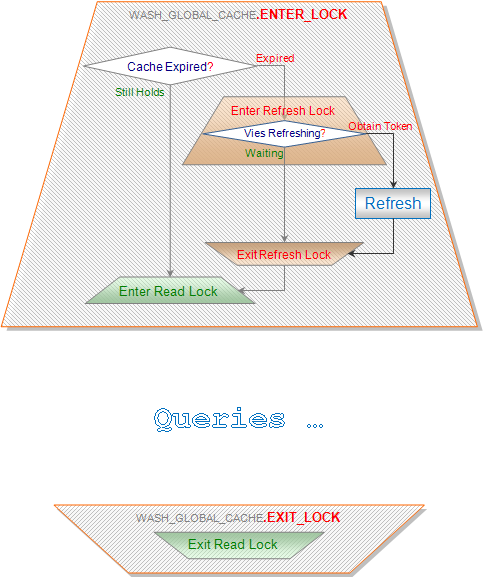 WASH_GLOBAL_CACHE.ENTER_LOCK
Cache Expired?
Expired
Still Holds
Enter Refresh Lock
Vies Refreshing?
Obtain Token
Waiting
Refresh
Exit Refresh Lock
Enter Read Lock
Queries ...
WASH_GLOBAL_CACHE.EXIT_LOCK
Exit Read Lock